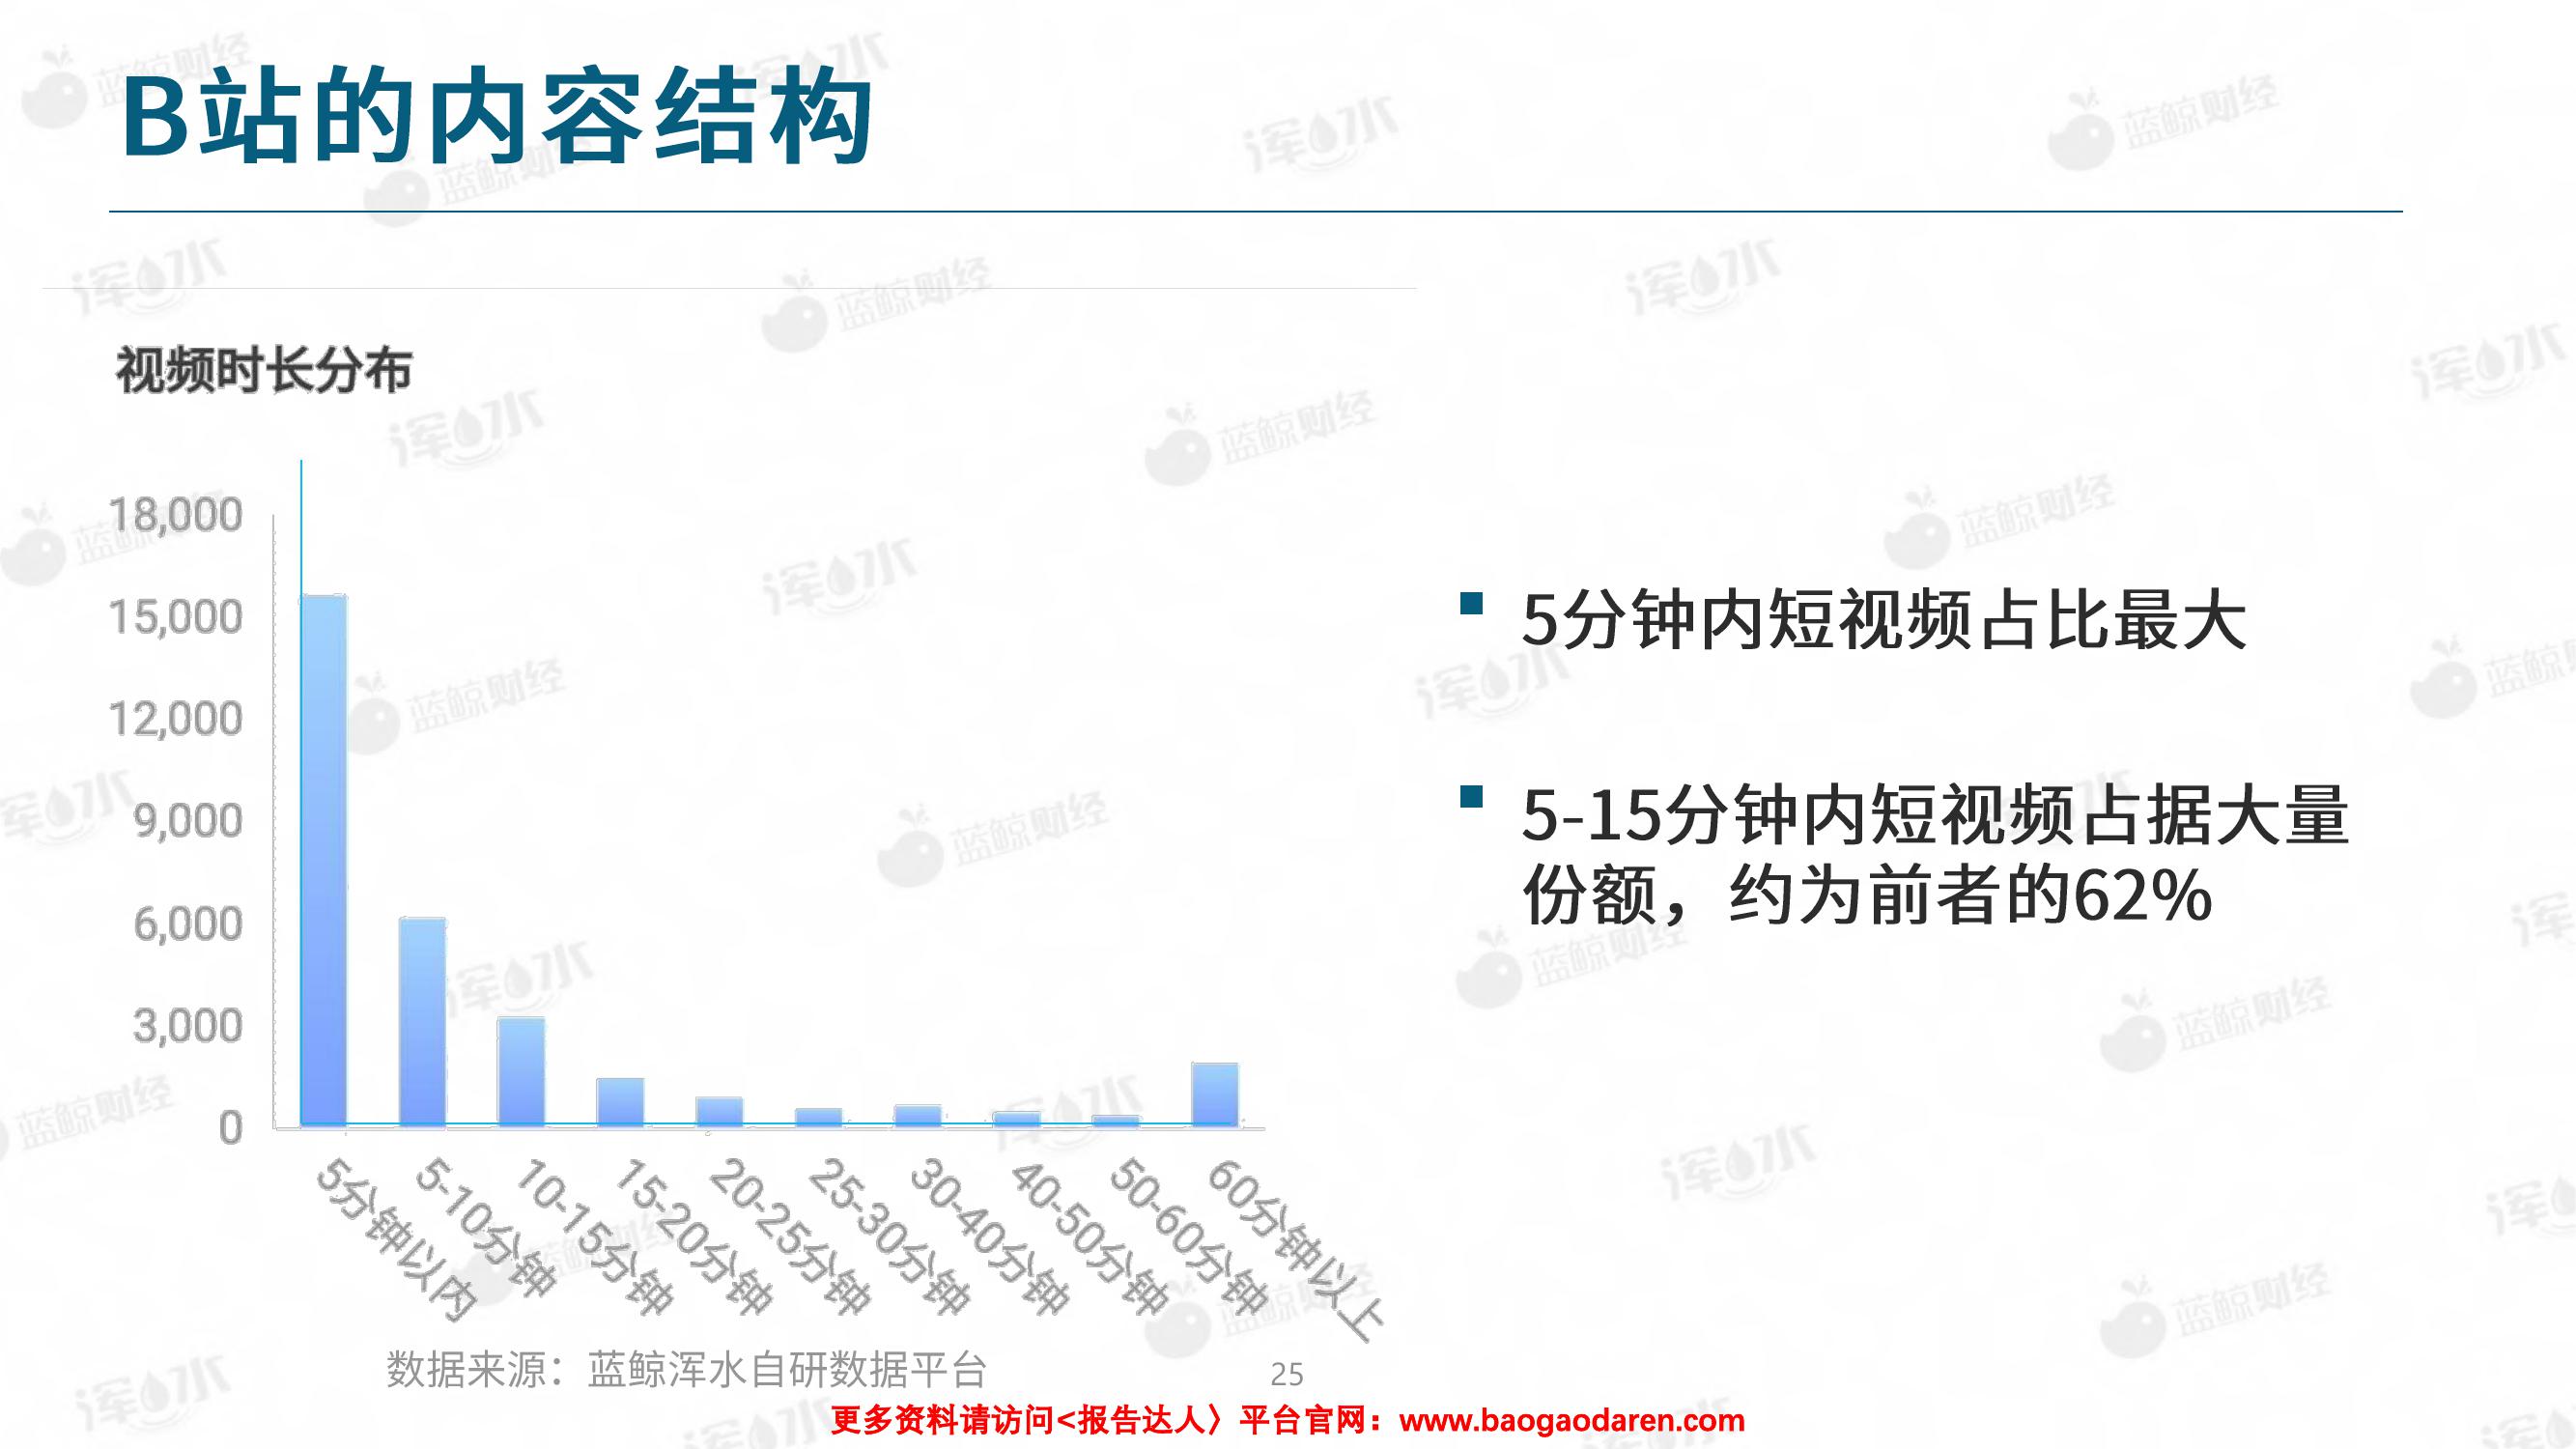 B站的内容结构
视频时长分布
18,000
15,000
12,000
9,000
6,000
3,000
0
5分钟以内
5-10分钟
10-15分钟
15-20分钟
20-25分钟
25-30分钟
30-40分钟
40-50分钟
50-60分钟
60分钟以上
5分钟内短视频占比最大
5-15分钟内短视频占据大量
份额，约为前者的62%
数据来源：蓝鲸浑水自研数据平台
25
更多资料请访问<报告达人〉平台官网：www.baogaodaren.com
蓝鲸财经
浑水